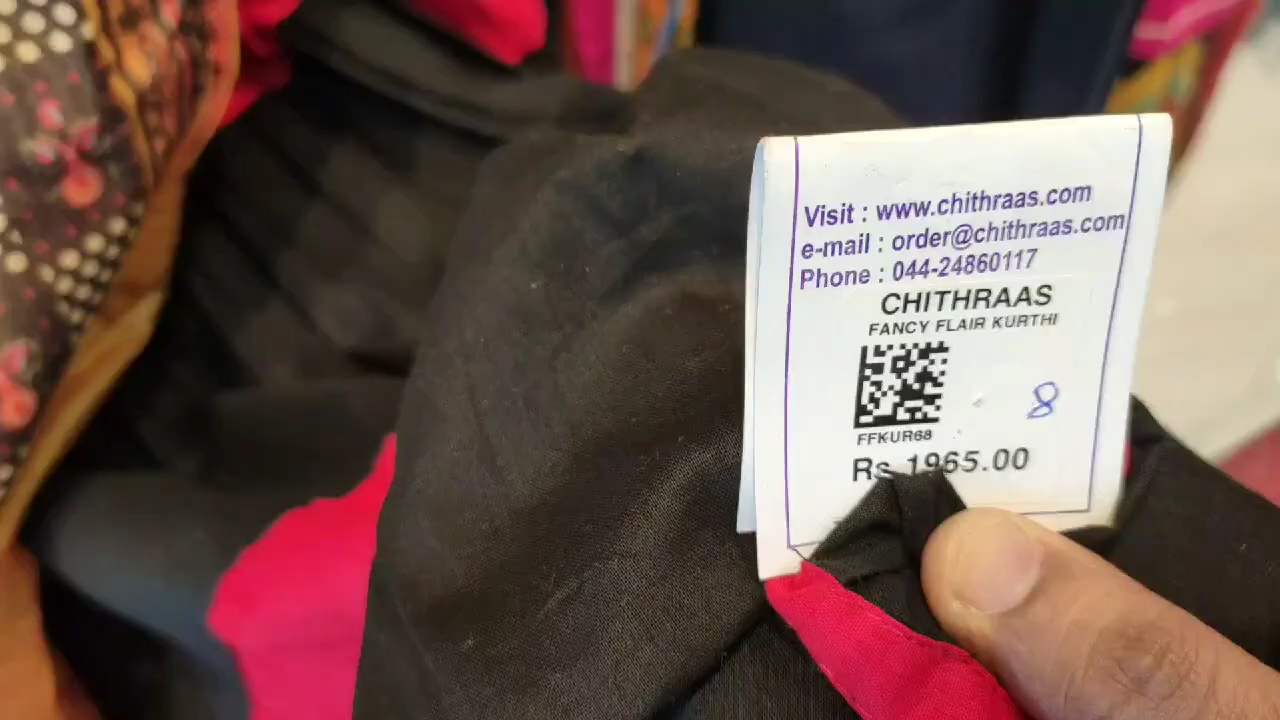 Visit : www.chithraas.com
e-mail : order@chithraas.com
Phone : 044-24860117
CHITHRAAS
FANCY FLAIR KURTHI
8
FFKUR68
Rs 1965.00